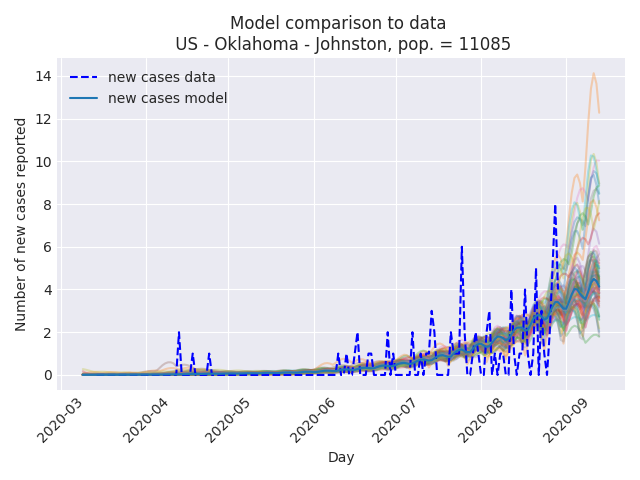 Model comparison to data
US - Oklahoma - Johnston, pop. = 11085
new cases data
new cases model
Number of new cases reported
14
12
10
8
6
4
2
0
2020-03
2020-04
2020-05
2020-06
2020-07
2020-08
2020-09
Day